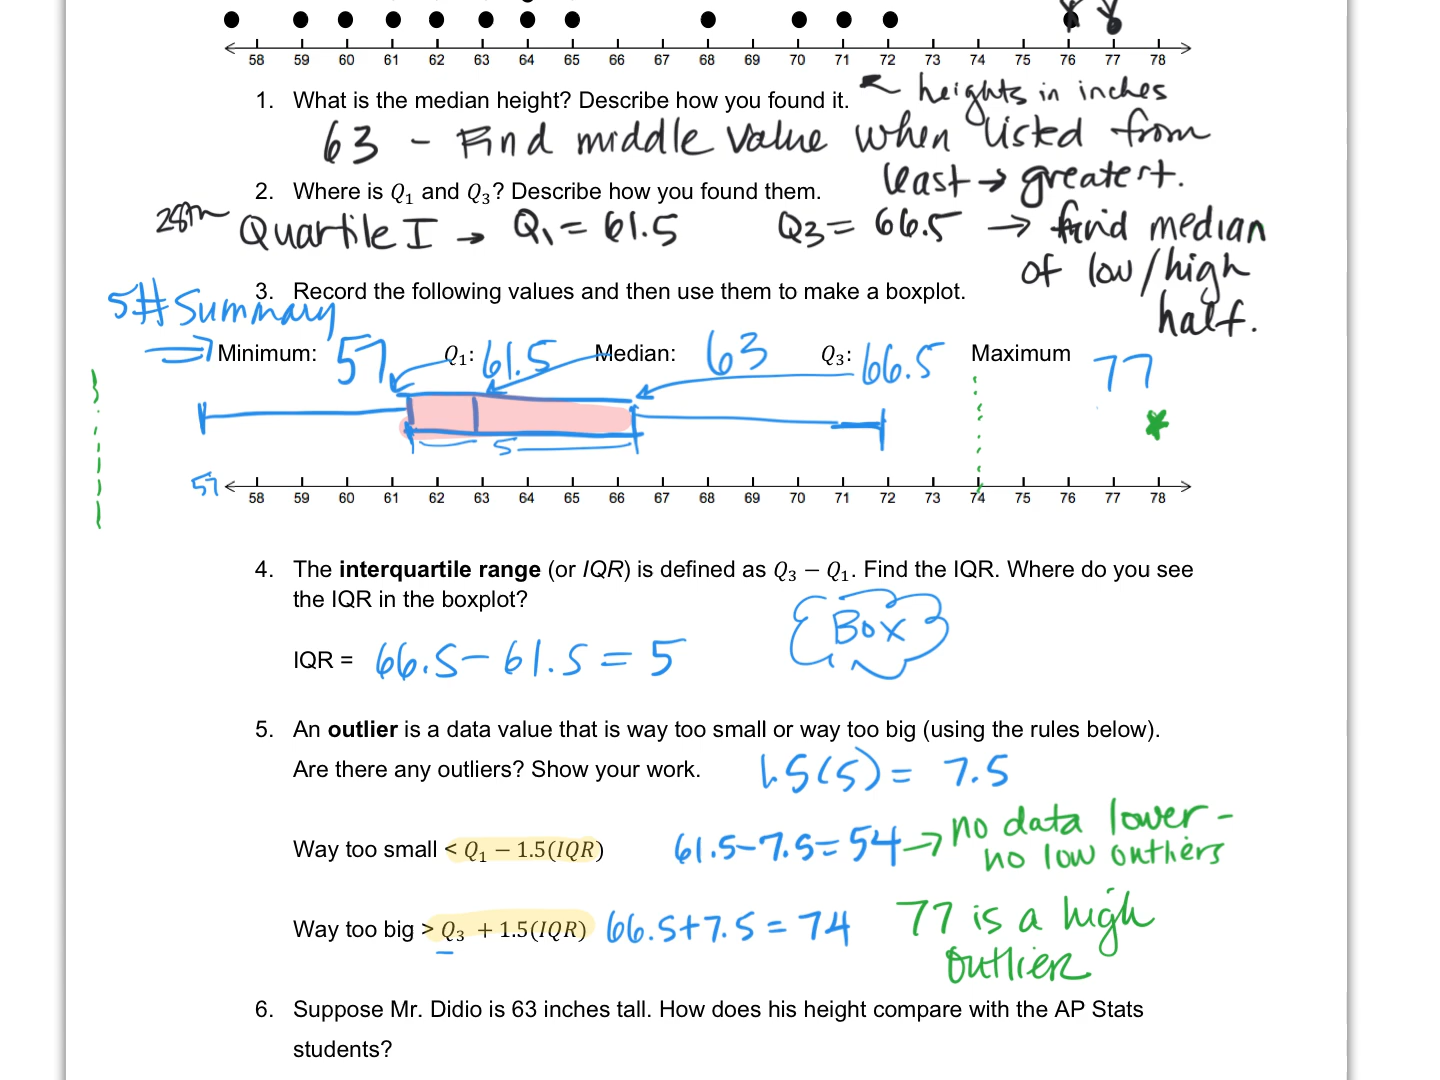 58 59 60 61 62 63 64 65 66 67 68 69 70 71 72 73 74 75 76 77 78
1. What is the median height? Describe how you found it. heights in inches
63 - Find middle value when listed from
least → greatest.
2. Where is Q₁ and Q₃? Describe how you found them.
Quartile I → Q₁ = 61.5 Q3 = 66.5 → find median
of low/high
half.
3. Record the following values and then use them to make a boxplot.
5# Summary
Minimum: 57 Q₁: 61.5 Median: 63 Q₃: 66.5 Maximum 77
5
57 58 59 60 61 62 63 64 65 66 67 68 69 70 71 72 73 74 75 76 77 78
4. The interquartile range (or IQR) is defined as Q₃ − Q₁. Find the IQR. Where do you see
the IQR in the boxplot?
Box
IQR = 66.5 - 61.5 = 5
5. An outlier is a data value that is way too small or way too big (using the rules below).
Are there any outliers? Show your work. 1.5(5) = 7.5
Way too small < Q₁ − 1.5(IQR) 61.5-7.5=54 → no data lower -
no low outliers
Way too big > Q₃ + 1.5(IQR) 66.5+7.5=74 77 is a high
outlier
6. Suppose Mr. Didio is 63 inches tall. How does his height compare with the AP Stats
students?